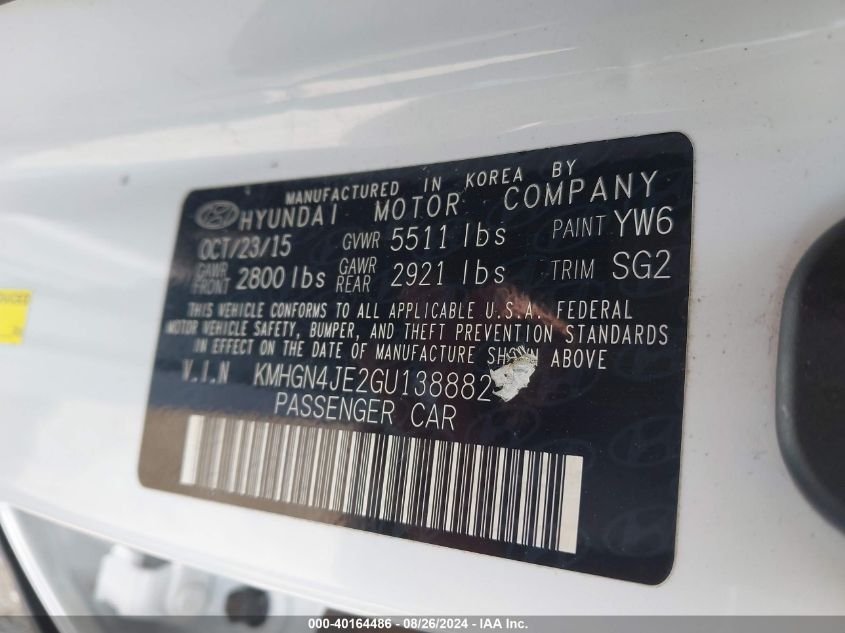 MANUFACTURED IN KOREA BY
HYUNDAI MOTOR COMPANY
OCT/23/15 GVWR 5511 lbs PAINT YW6
GAWR FRONT 2800 lbs GAWR REAR 2921 lbs TRIM SG2
THIS VEHICLE CONFORMS TO ALL APPLICABLE U.S.A. FEDERAL
MOTOR VEHICLE SAFETY, BUMPER, AND THEFT PREVENTION STANDARDS
IN EFFECT ON THE DATE OF MANUFACTURE SHOWN ABOVE
V.I.N KMHGN4JE2GU138882
PASSENGER CAR
000-40164486 - 08/26/2024 - IAA Inc.